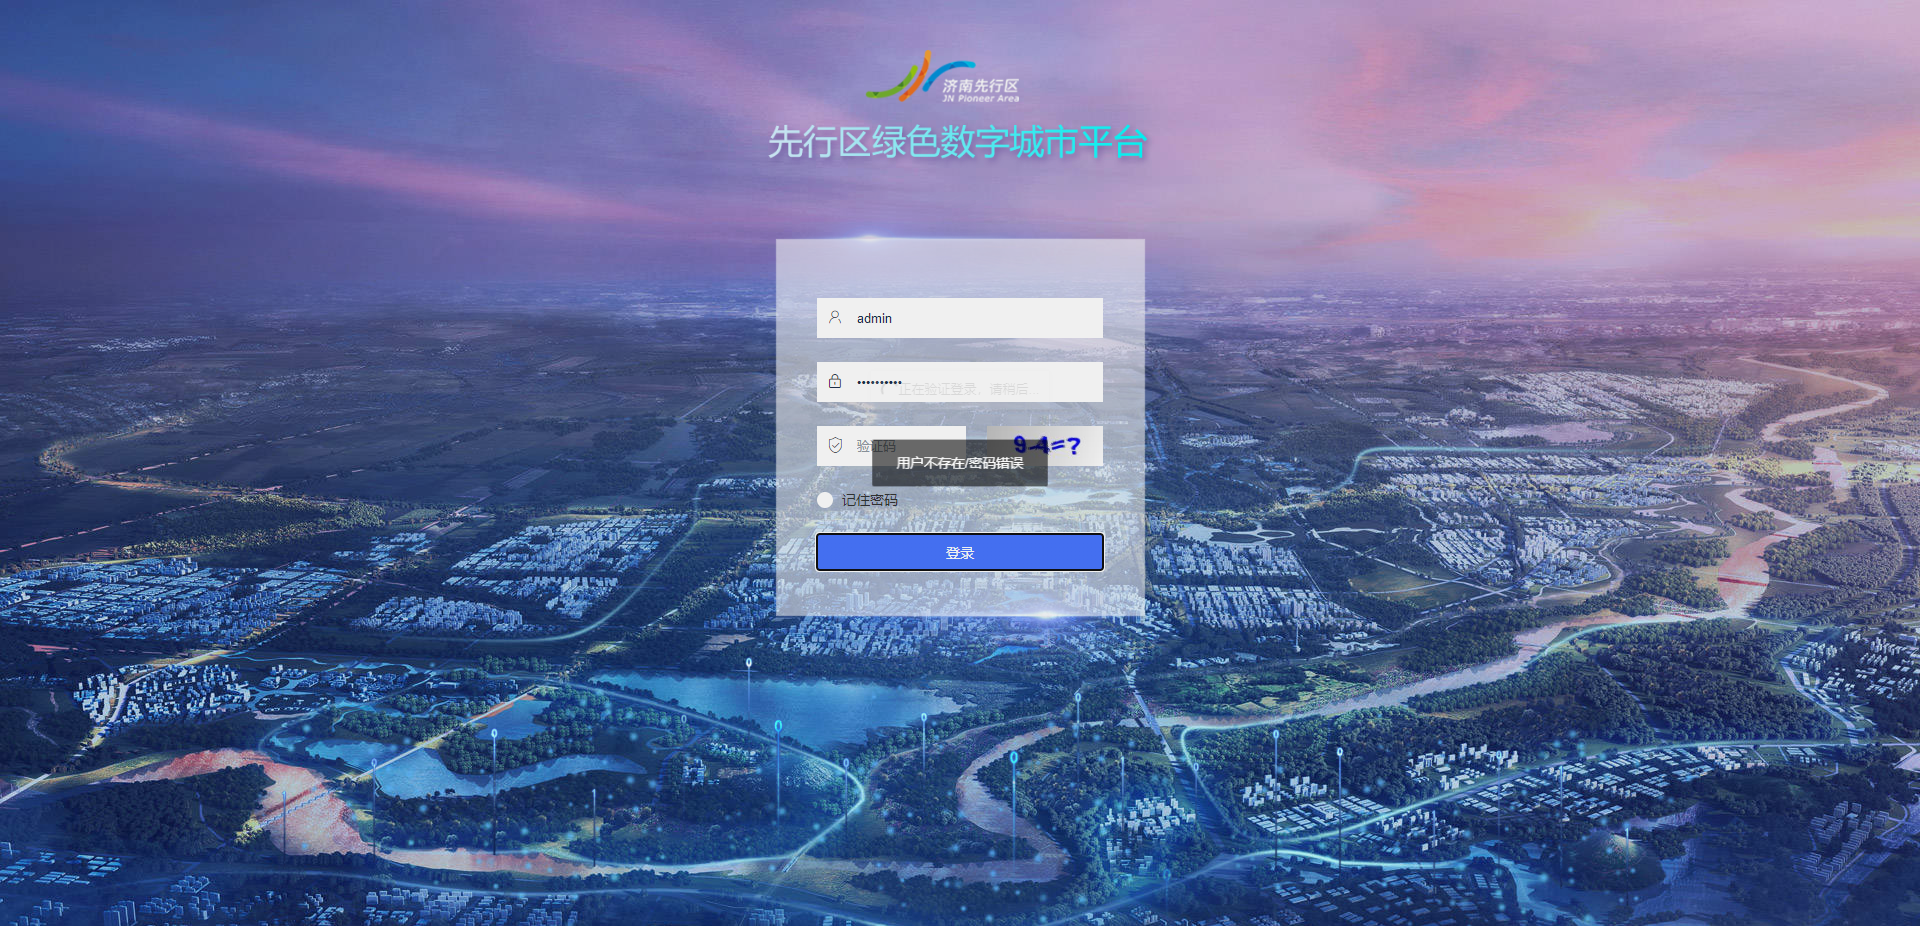 济南先行区
JN Pioneer Area
先行区绿色数字城市平台
admin
••••••••••
正在验证登录，请稍后...
验证码
9-4=?
用户不存在/密码错误
记住密码
登录